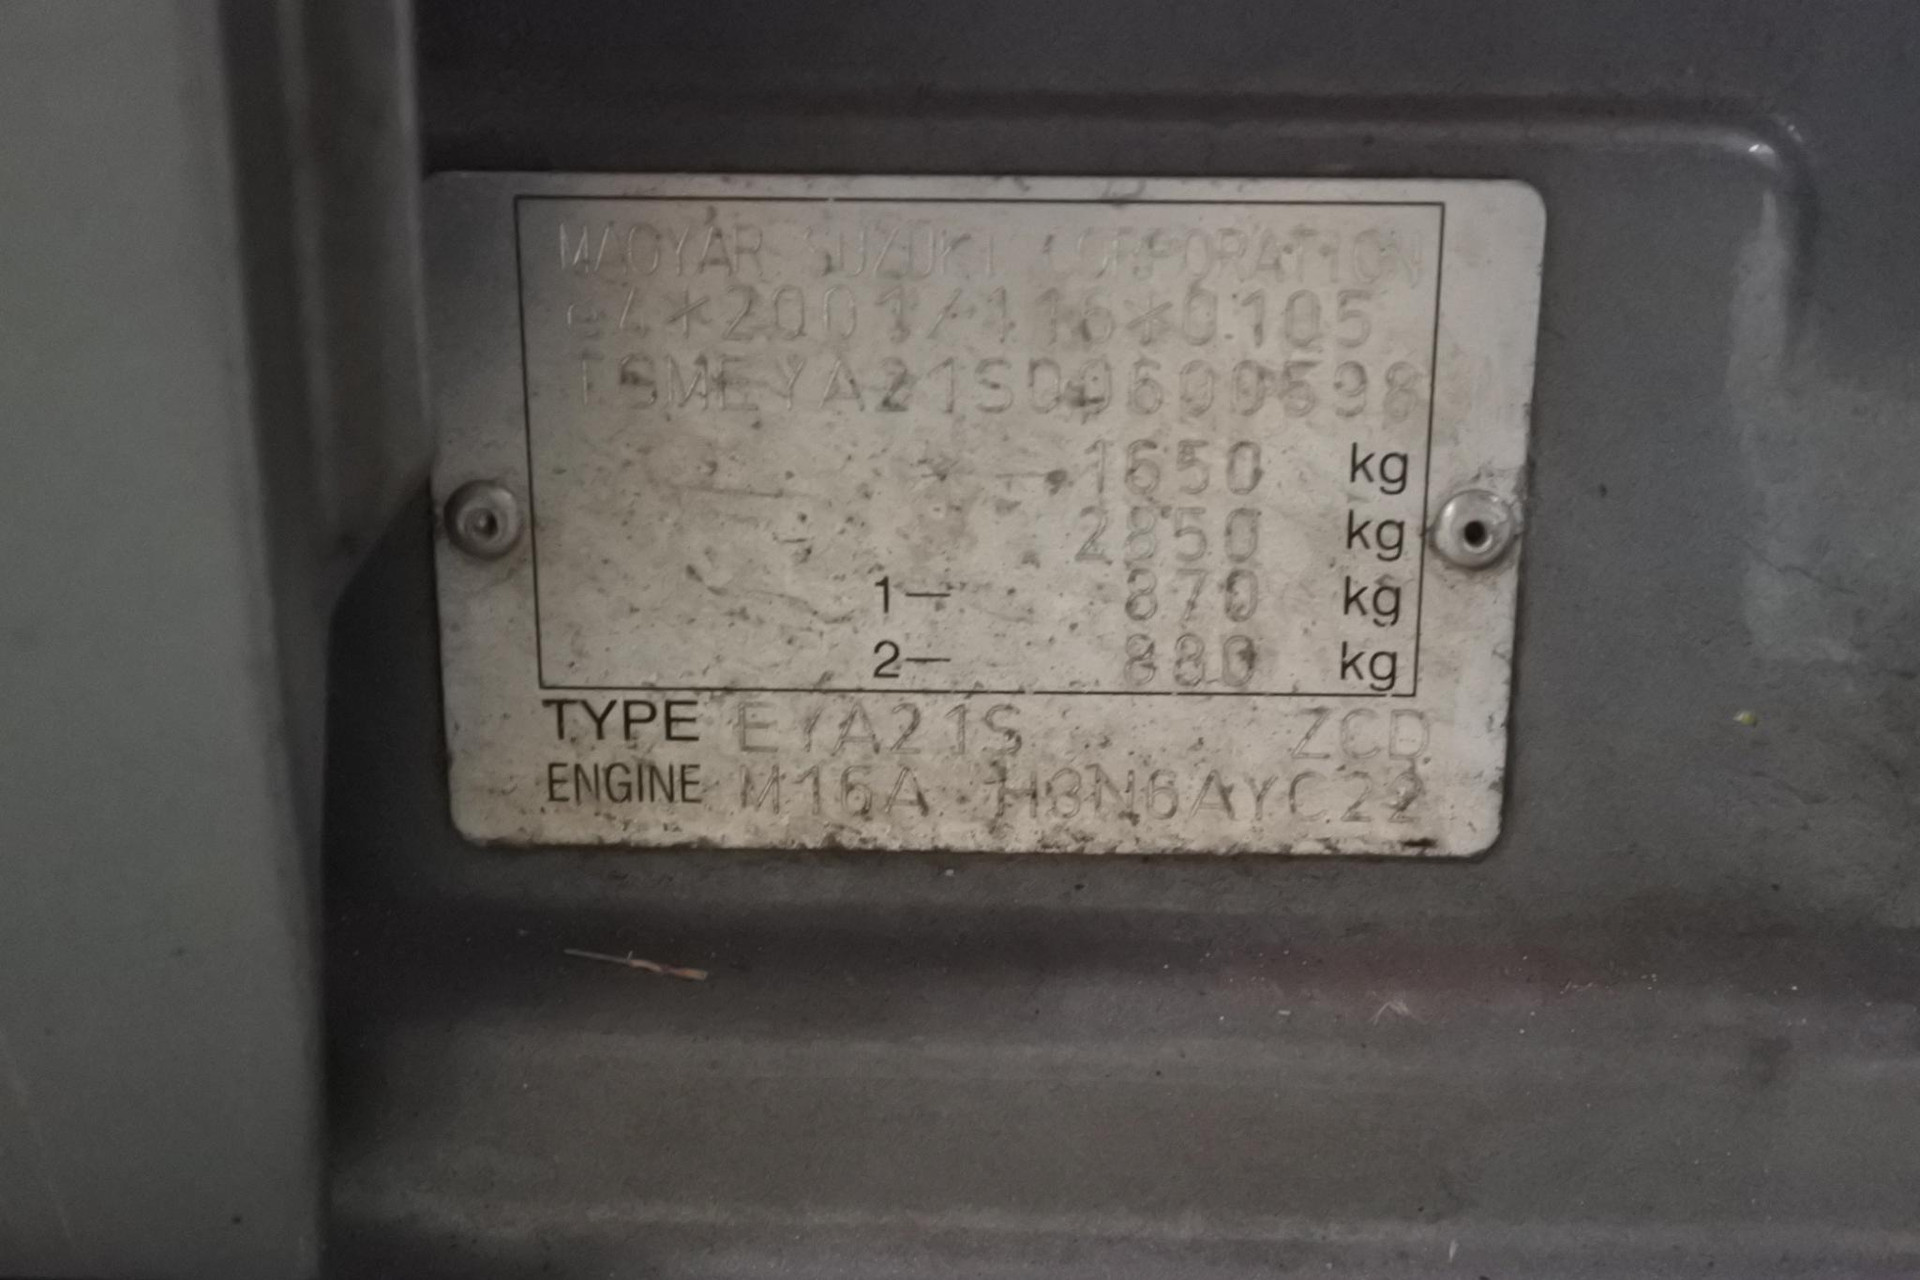 MAGYAR SUZUKI CORPORATION
e4*2001/116*0105
TSMEYA21S00600598
1650 kg
2850 kg
1— 870 kg
2— 880 kg
TYPE EYA21S ZCD
ENGINE M16A H8N6AYC22